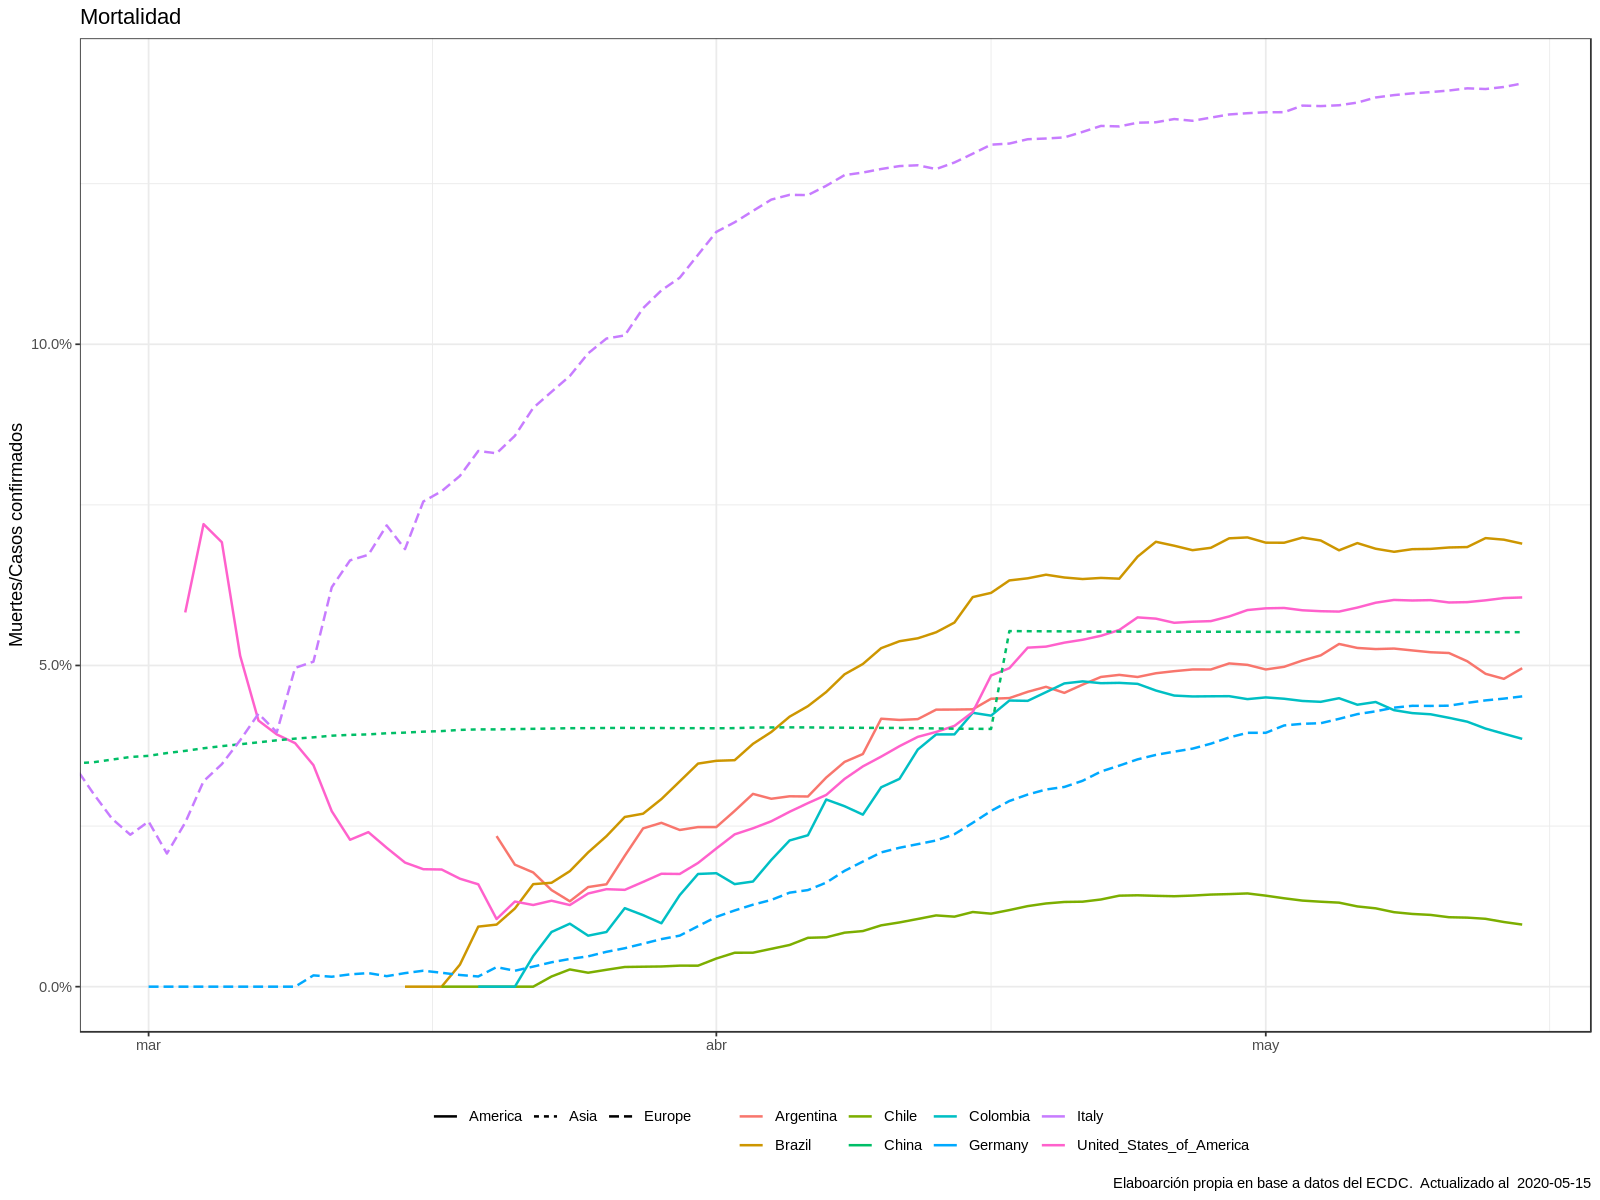 Mortalidad
Muertes/Casos confirmados
10.0%
5.0%
0.0%
mar abr may
America Asia Europe Argentina Chile Colombia Italy
Brazil China Germany United_States_of_America
Elaboarción propia en base a datos del ECDC.  Actualizado al  2020-05-15